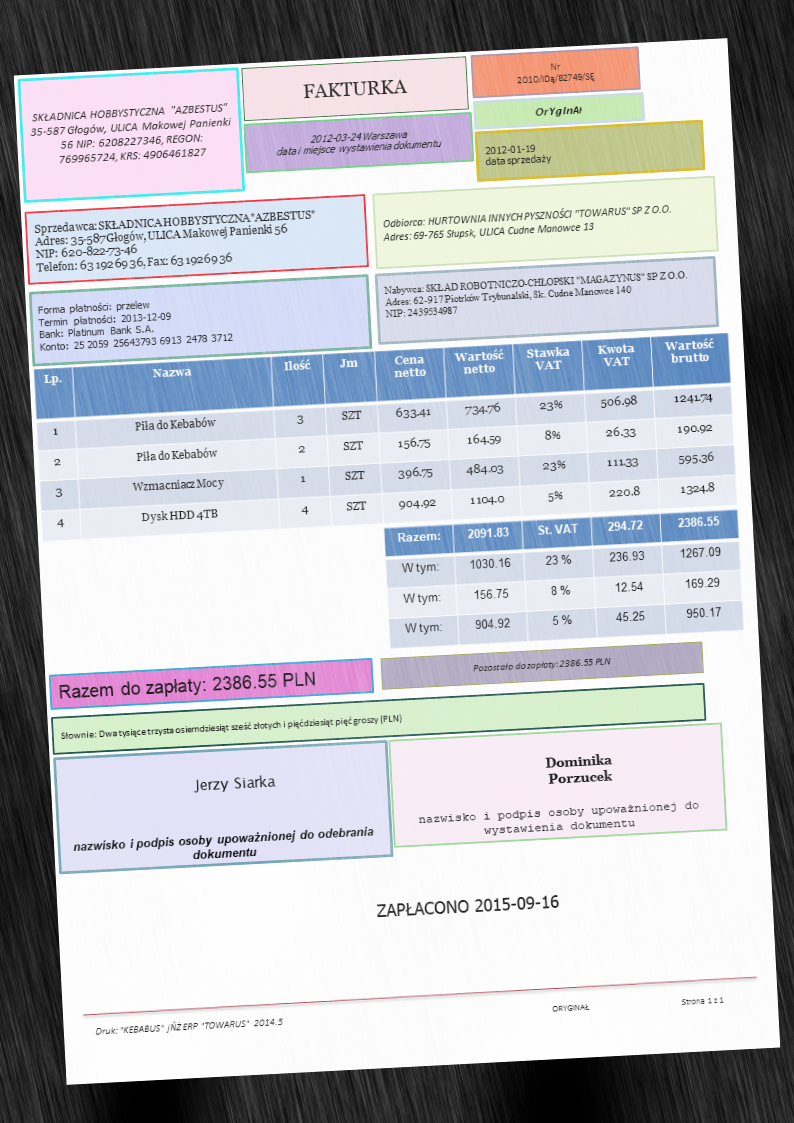 SKŁADNICA HOBBYSTYCZNA "AZBESTUS"
35-587 Głogów, ULICA Makowej Panienki
56 NIP: 6208227346, REGON:
769965724, KRS: 4906461827
FAKTURKA
2012-03-24 Warszawa
data i miejsce wystawienia dokumentu
Nr
2010/IDą/82749/SĘ
OrYgInAł
2012-01-19
data sprzedaży
Sprzedawca: SKŁADNICA HOBBYSTYCZNA "AZBESTUS"
Adres: 35-587 Głogów, ULICA Makowej Panienki 56
NIP: 620-822-73-46
Telefon: 63 192 69 36, Fax: 63 192 69 36
Odbiorca: HURTOWNIA INNYCH PYSZNOŚCI "TOWARUS" SP Z O.O.
Adres: 69-765 Słupsk, ULICA Cudne Manowce 13
Forma płatności: przelew
Termin płatności: 2013-12-09
Bank: Platinum Bank S.A.
Konto: 25 2059 25643793 6913 2478 3712
Nabywca: SKŁAD ROBOTNICZO-CHŁOPSKI "MAGAZYNUS" SP Z O.O.
Adres: 62-917 Piotrków Trybunalski, Sk. Cudne Manowce 140
NIP: 2439534987
Lp. Nazwa Ilość Jm Cena netto Wartość netto Stawka VAT Kwota VAT Wartość brutto
1 Piła do Kebabów 3 SZT 633.41 734.76 23% 506.98 1241.74
2 Piła do Kebabów 2 SZT 156.75 164.59 8% 26.33 190.92
3 Wzmacniacz Mocy 1 SZT 396.75 484.03 23% 111.33 595.36
4 Dysk HDD 4TB 4 SZT 904.92 1104.0 5% 220.8 1324.8
Razem: 2091.83 St. VAT 294.72 2386.55
W tym: 1030.16 23 % 236.93 1267.09
W tym: 156.75 8 % 12.54 169.29
W tym: 904.92 5 % 45.25 950.17
Razem do zapłaty: 2386.55 PLN
Pozostało do zapłaty: 2386.55 PLN
Słownie: Dwa tysiące trzysta osiemdziesiąt sześć złotych i pięćdziesiąt pięć groszy (PLN)
Jerzy Siarka
nazwisko i podpis osoby upoważnionej do odebrania
dokumentu
Dominika
Porzucek
nazwisko i podpis osoby upoważnionej do
wystawienia dokumentu
ZAPŁACONO 2015-09-16
Druk: "KEBABUS" JŃŻ ERP "TOWARUS" 2014.5
ORYGINAŁ
Strona 1 z 1